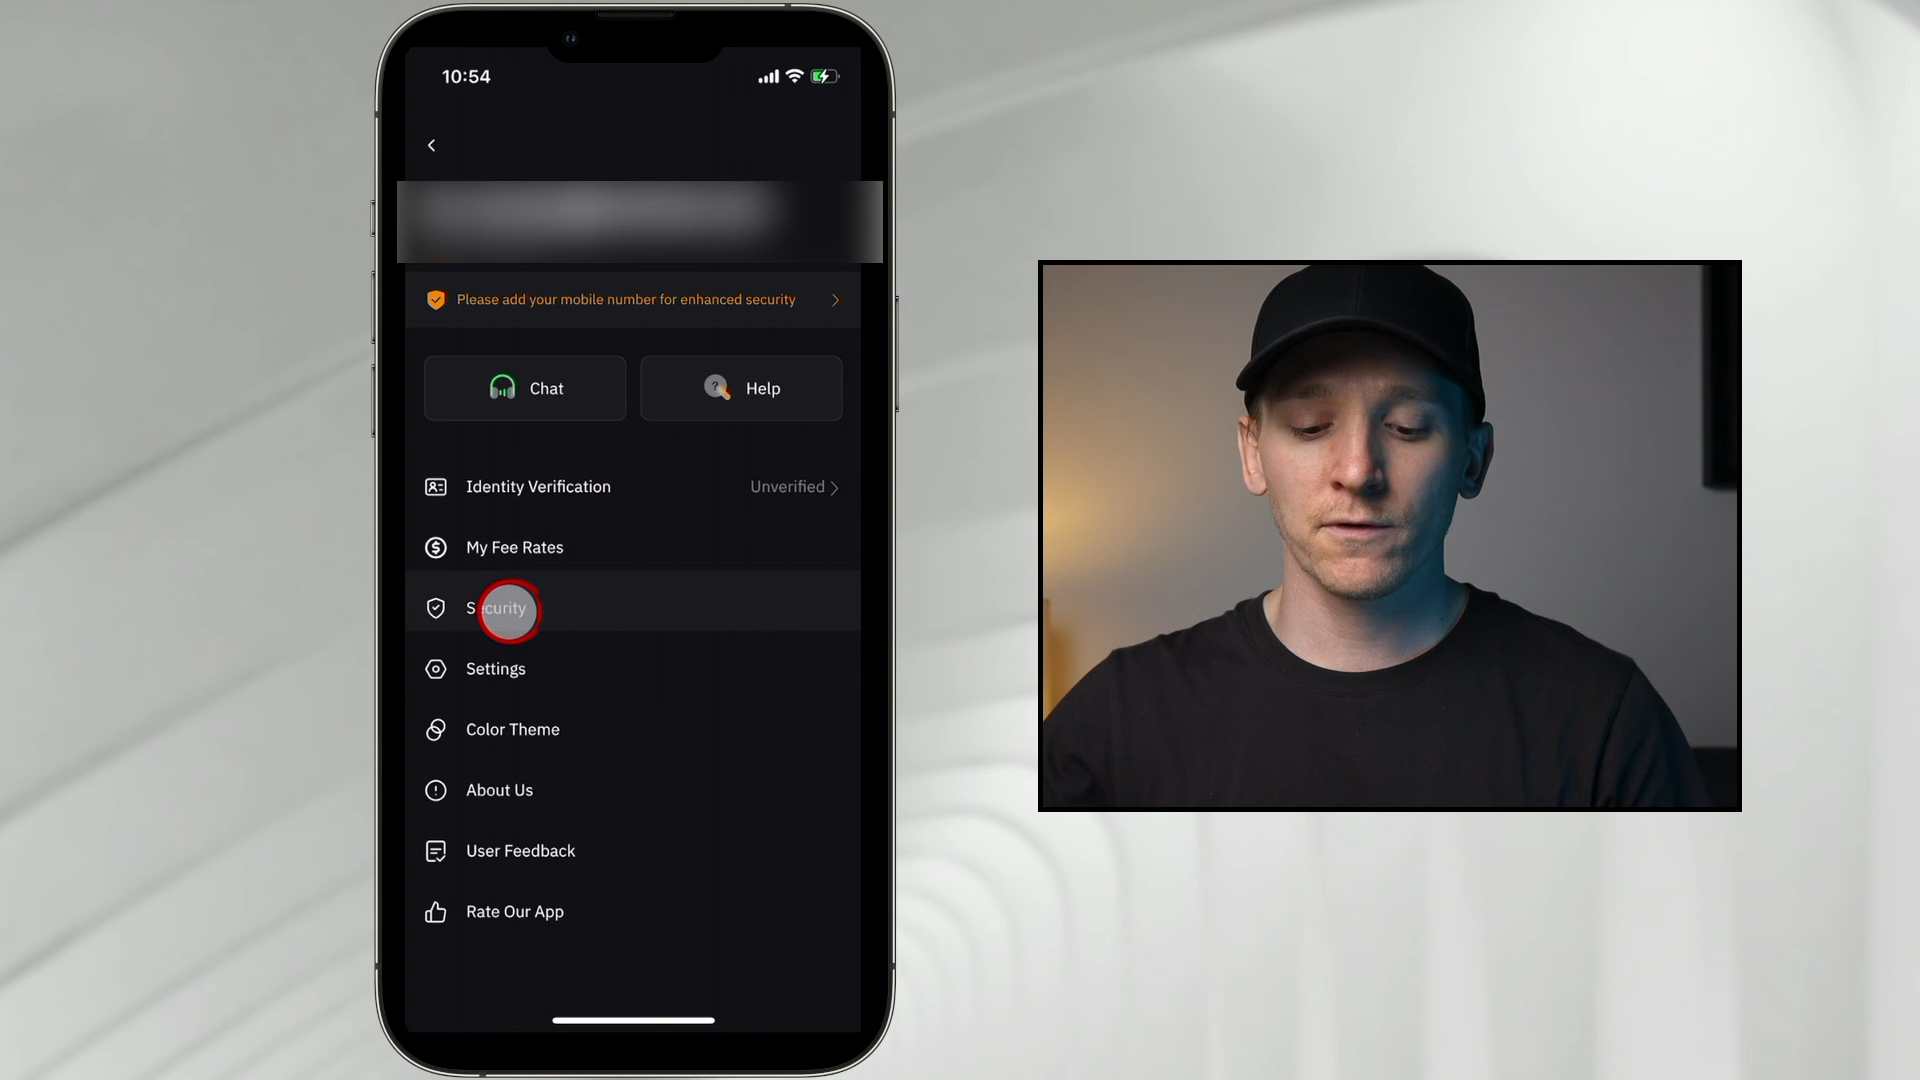 10:54
Please add your mobile number for enhanced security
Chat
Help
Identity Verification
Unverified
My Fee Rates
Security
Settings
Color Theme
About Us
User Feedback
Rate Our App